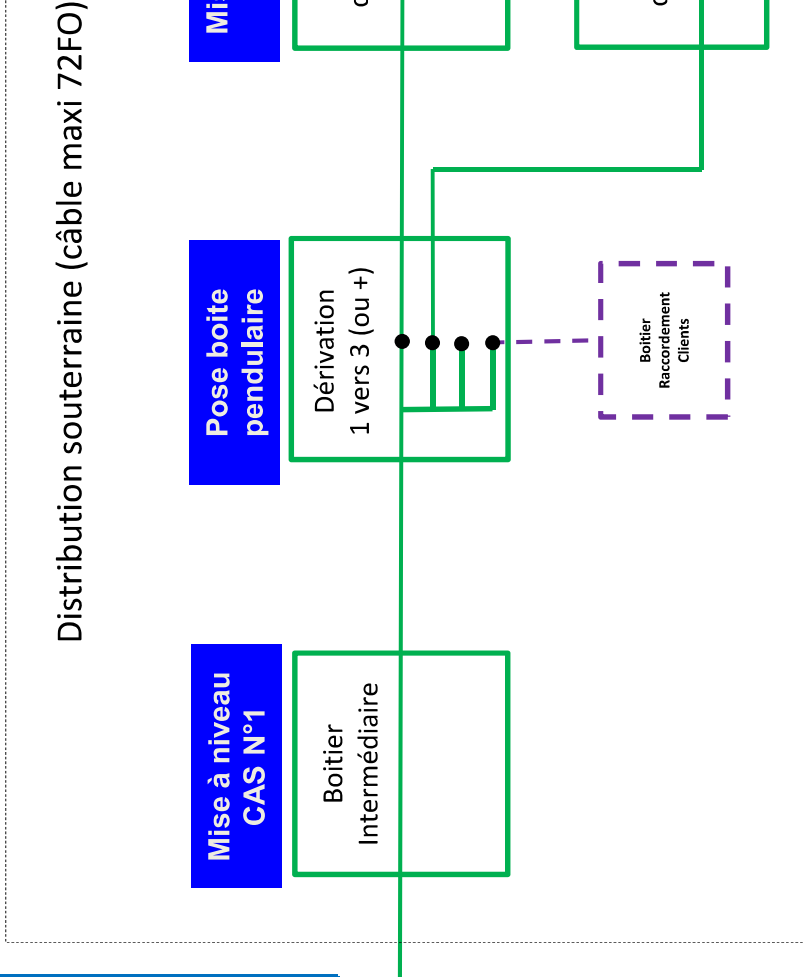 Distribution souterraine (câble maxi 72FO)
Mise à niveau
CAS N°1
Boitier
Intermédiaire
Pose boite
pendulaire
Dérivation
1 vers 3 (ou +)
Boitier
Raccordement
Clients